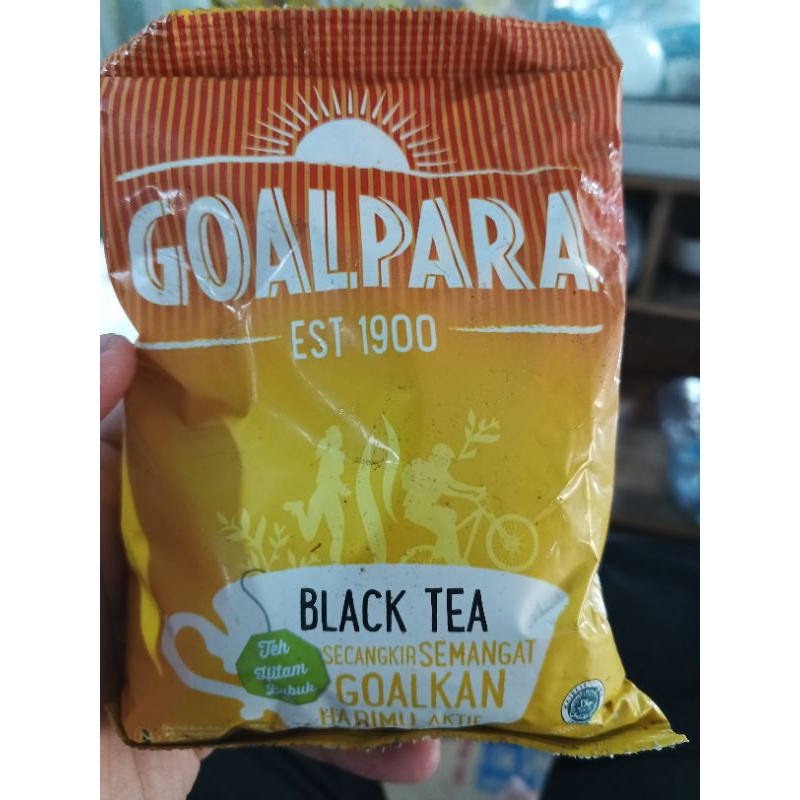 GOALPARA
EST 1900
BLACK TEA
Teh
Hitam
Bubuk
SECANGKIR SEMANGAT
GOALKAN
HARIMU AKTIF